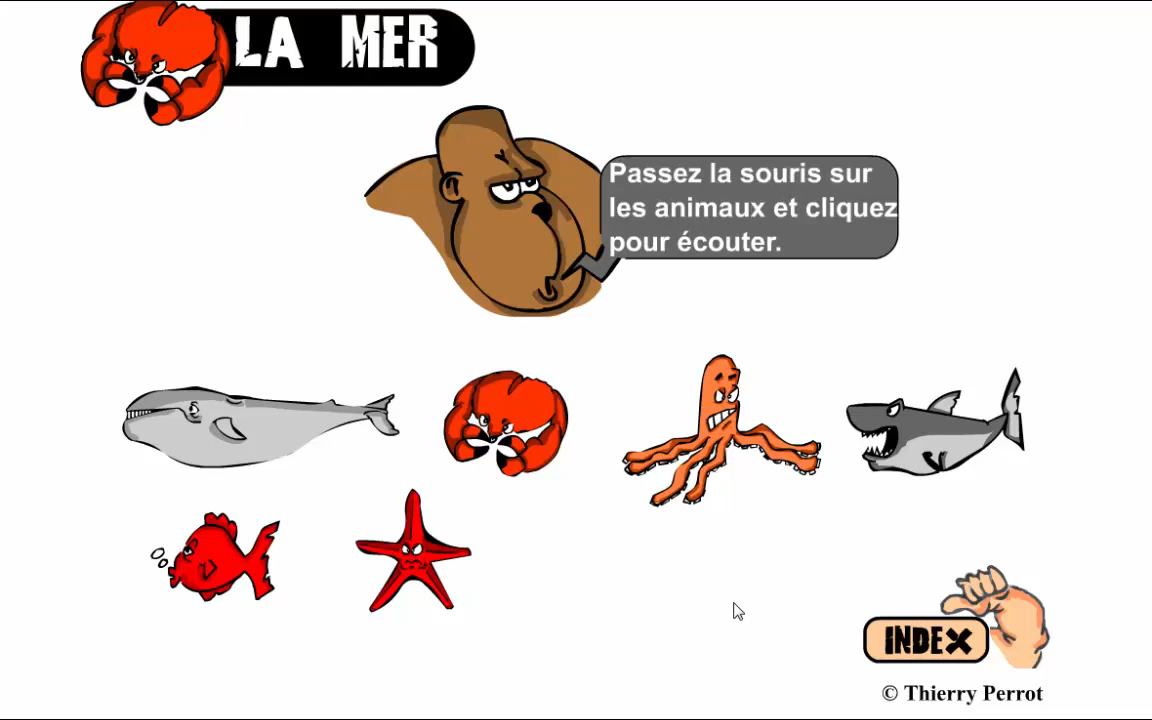 LA MER
Passez la souris sur
les animaux et cliquez
pour écouter.
INDEX
© Thierry Perrot